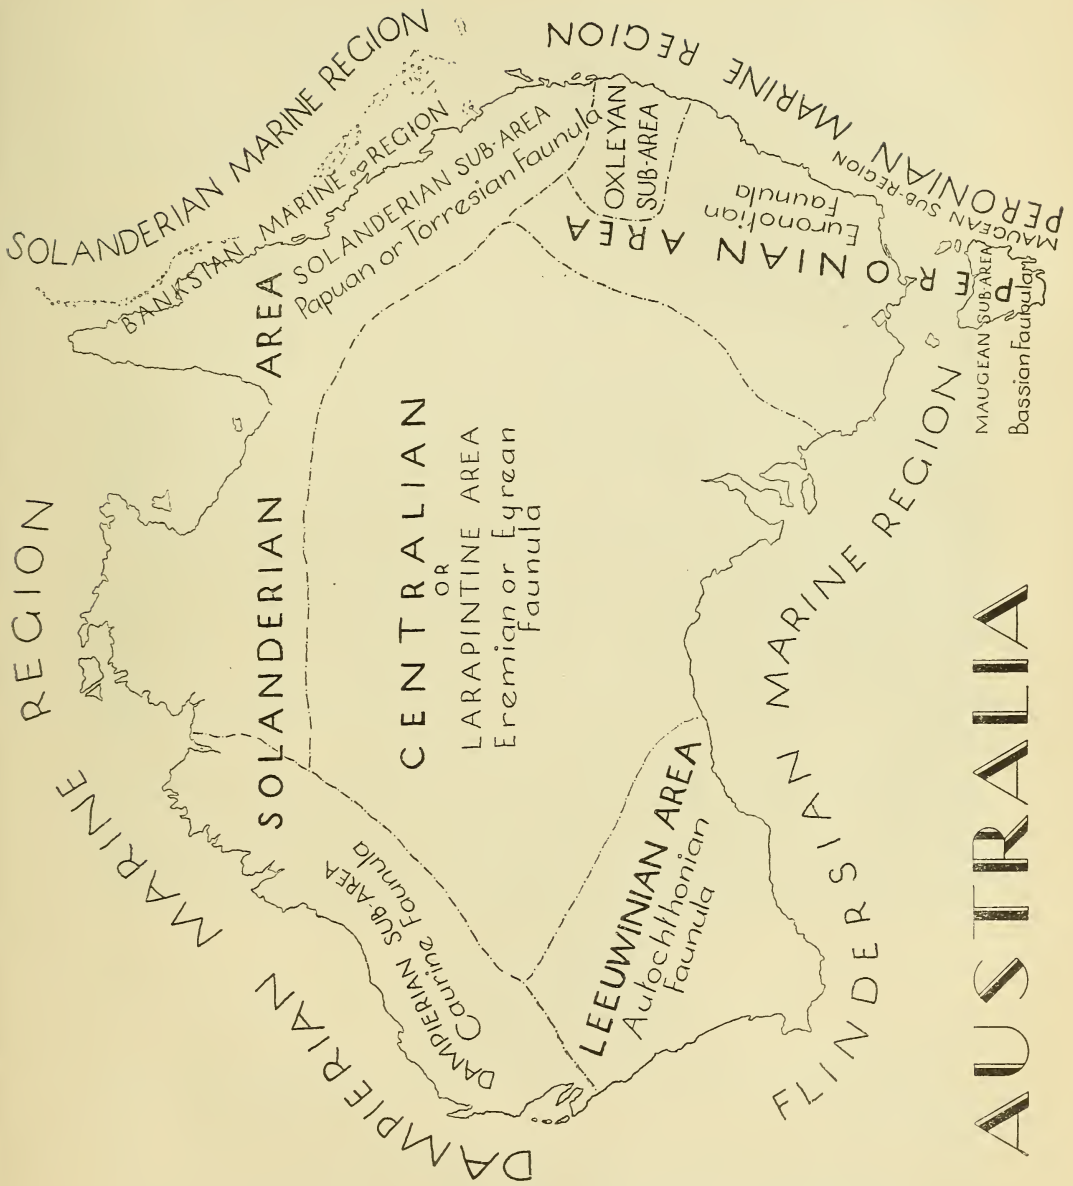 SOLANDERIAN MARINE REGION
BANKSIAN MARINE REGION
SOLANDERIAN SUB-AREA
Papuan or Torresian Faunula
SOLANDERIAN AREA
OXLEYAN
SUB-AREA
PERONIAN MARINE REGION
MAUGEAN SUB-REGION
PERONIAN AREA
Euronotian
Faunula
MAUGEAN SUB-AREA
Bassian Faunula
CENTRALIAN
OR
LARAPINTINE AREA
Eremian or Eyrean
Faunula
DAMPIERIAN MARINE REGION
DAMPIERIAN SUB-AREA
Caurine Faunula
LEEUWINIAN AREA
Autochthonian
Faunula
FLINDERSIAN MARINE REGION
AUSTRALIA